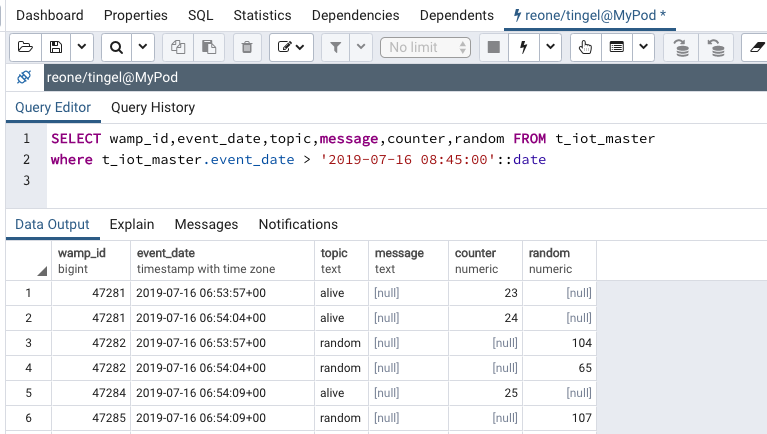 Dashboard Properties SQL Statistics Dependencies Dependents reone/tingel@MyPod *
No limit
reone/tingel@MyPod
Query Editor Query History
1 SELECT wamp_id,event_date,topic,message,counter,random FROM t_iot_master
2 where t_iot_master.event_date > '2019-07-16 08:45:00'::date
3
Data Output Explain Messages Notifications
wamp_id event_date topic message counter random
bigint timestamp with time zone text text numeric numeric
1 47281 2019-07-16 06:53:57+00 alive [null] 23 [null]
2 47281 2019-07-16 06:54:04+00 alive [null] 24 [null]
3 47282 2019-07-16 06:53:57+00 random [null] [null] 104
4 47282 2019-07-16 06:54:04+00 random [null] [null] 65
5 47284 2019-07-16 06:54:09+00 alive [null] 25 [null]
6 47285 2019-07-16 06:54:09+00 random [null] [null] 107